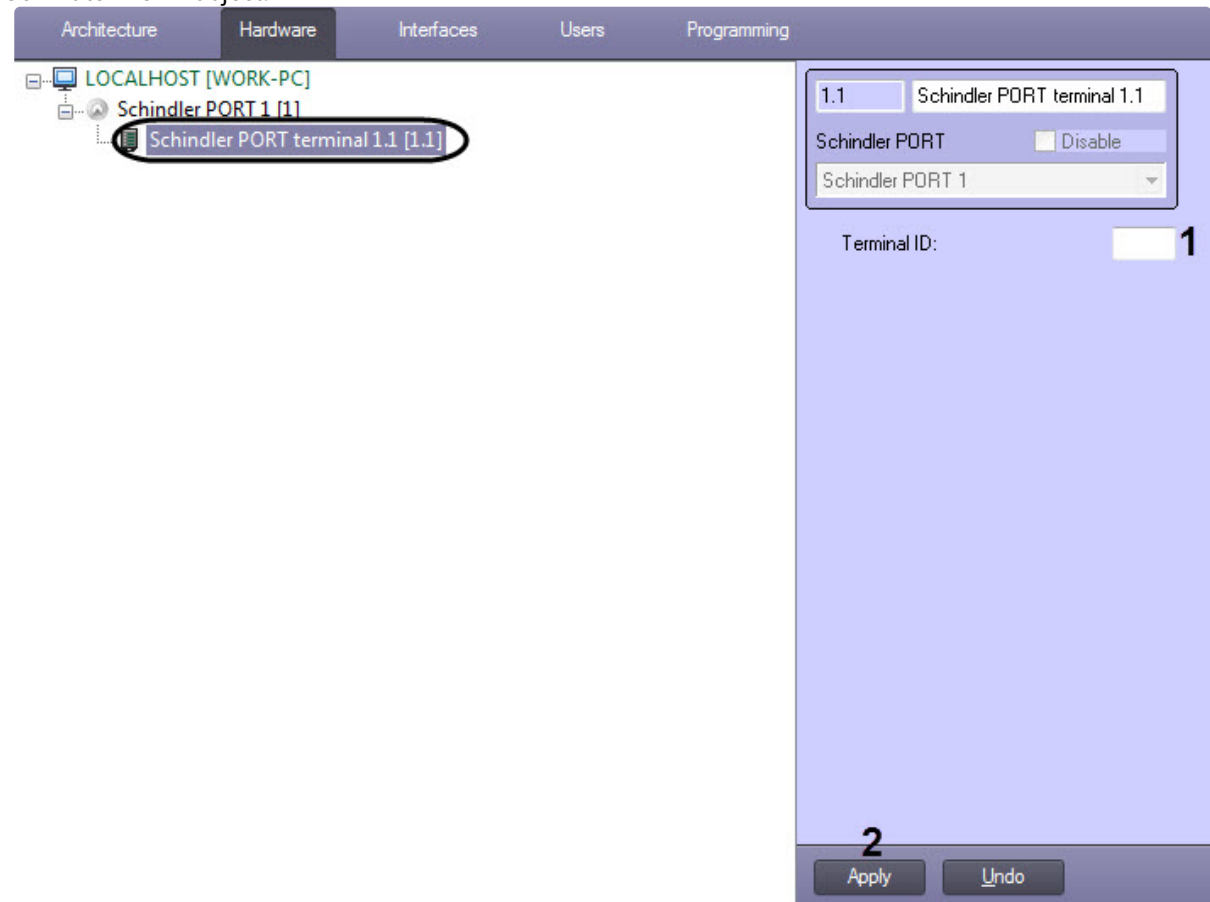 Architecture Hardware Interfaces Users Programming
LOCALHOST [WORK-PC]
Schindler PORT 1 [1]
Schindler PORT terminal 1.1 [1.1]
1.1 Schindler PORT terminal 1.1
Schindler PORT Disable
Schindler PORT 1
Terminal ID: 1
2
Apply Undo